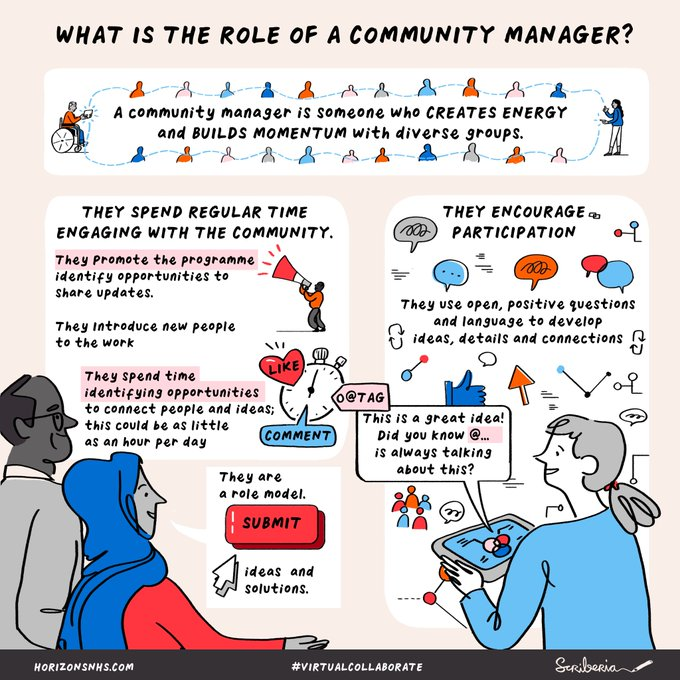 WHAT IS THE ROLE OF A COMMUNITY MANAGER?
A community manager is someone who CREATES ENERGY
and BUILDS MOMENTUM with diverse groups.
THEY SPEND REGULAR TIME
ENGAGING WITH THE COMMUNITY.
They Promote the programme
identify opportunities to
share updates.
They Introduce new people
to the work
They spend time
identifying opportunities
to connect people and ideas;
this could be as little
as an hour per day
LIKE
@TAG
COMMENT
They are
a role model.
SUBMIT
ideas and
solutions.
THEY ENCOURAGE
PARTICIPATION
They use open, positive questions
and language to develop
ideas, details and connections
This is a great idea!
Did you know @...
is always talking
about this?
HORIZONSNHS.COM
#VIRTUALCOLLABORATE
Scriberia